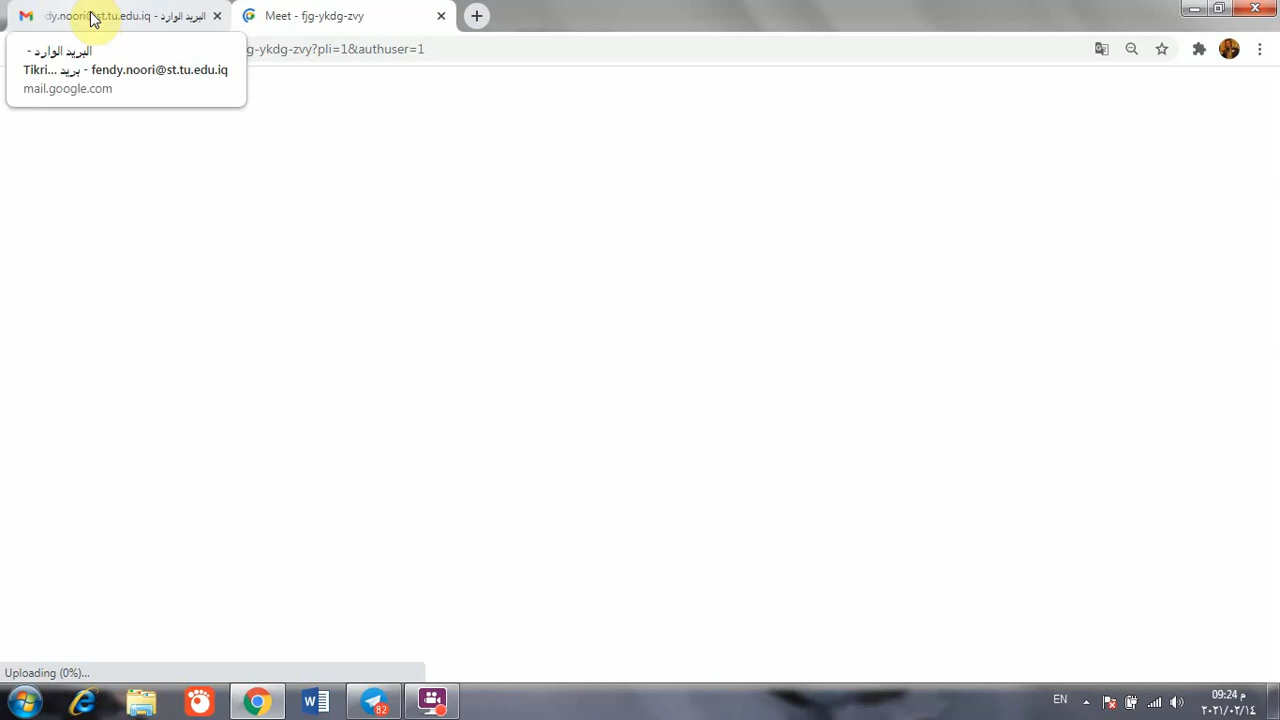 dy.noori@st.tu.edu.iq - البريد الوارد
Meet - fjg-ykdg-zvy
البريد الوارد -
Tikri... بريد - fendy.noori@st.tu.edu.iq
mail.google.com
g-ykdg-zvy?pli=1&authuser=1
Uploading (0%)...
82
EN
09:24 م
٢٠٢١/٠٢/١٤